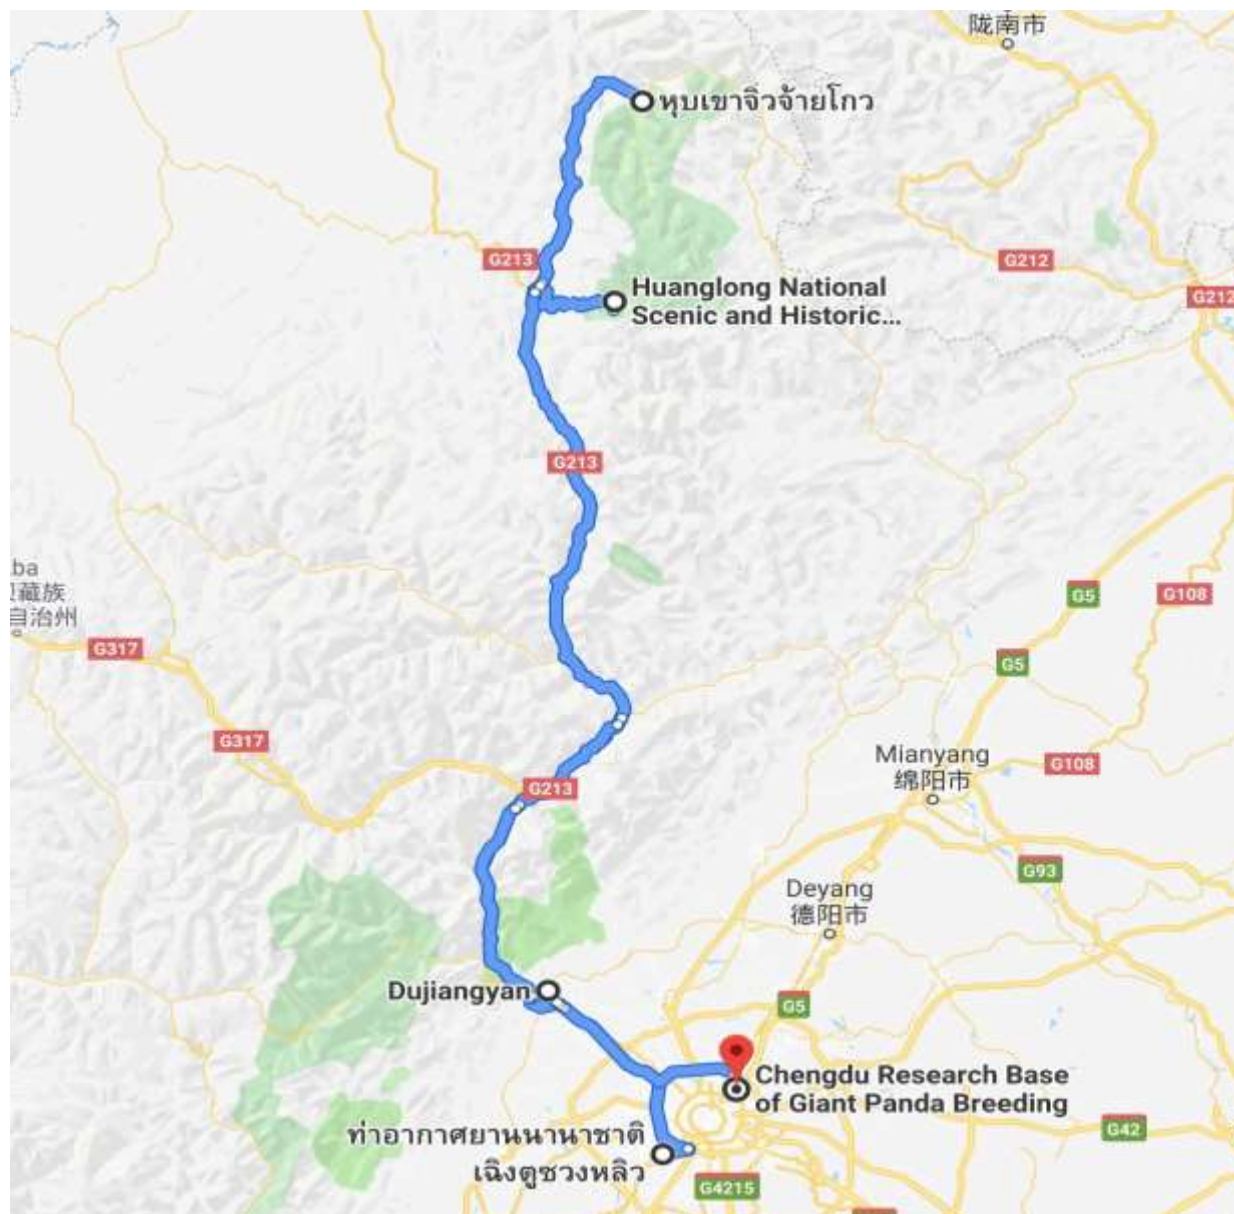 陇南市
หุบเขาจิ่วจ้ายโกว
G213
G212
Huanglong National
Scenic and Historic...
G212
G213
ba
藏族
自治州
G5
G108
G317
G5
G317
Mianyang
绵阳市
G108
G213
G93
Deyang
德阳市
Dujiangyan
G5
Chengdu Research Base
of Giant Panda Breeding
ท่าอากาศยานนานาชาติ
เฉิงตูชวงหลิว
G42
G4215